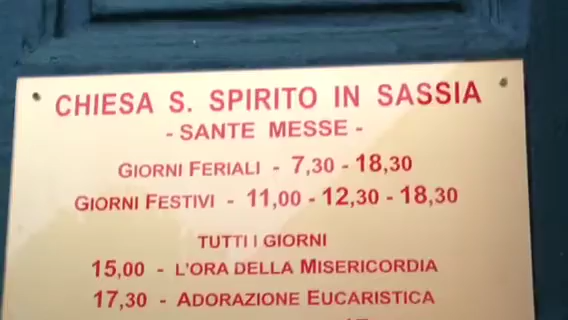 CHIESA S. SPIRITO IN SASSIA
- SANTE MESSE -
GIORNI FERIALI - 7,30 - 18,30
GIORNI FESTIVI - 11,00 - 12,30 - 18,30
TUTTI I GIORNI
15,00 - L'ORA DELLA MISERICORDIA
17,30 - ADORAZIONE EUCARISTICA